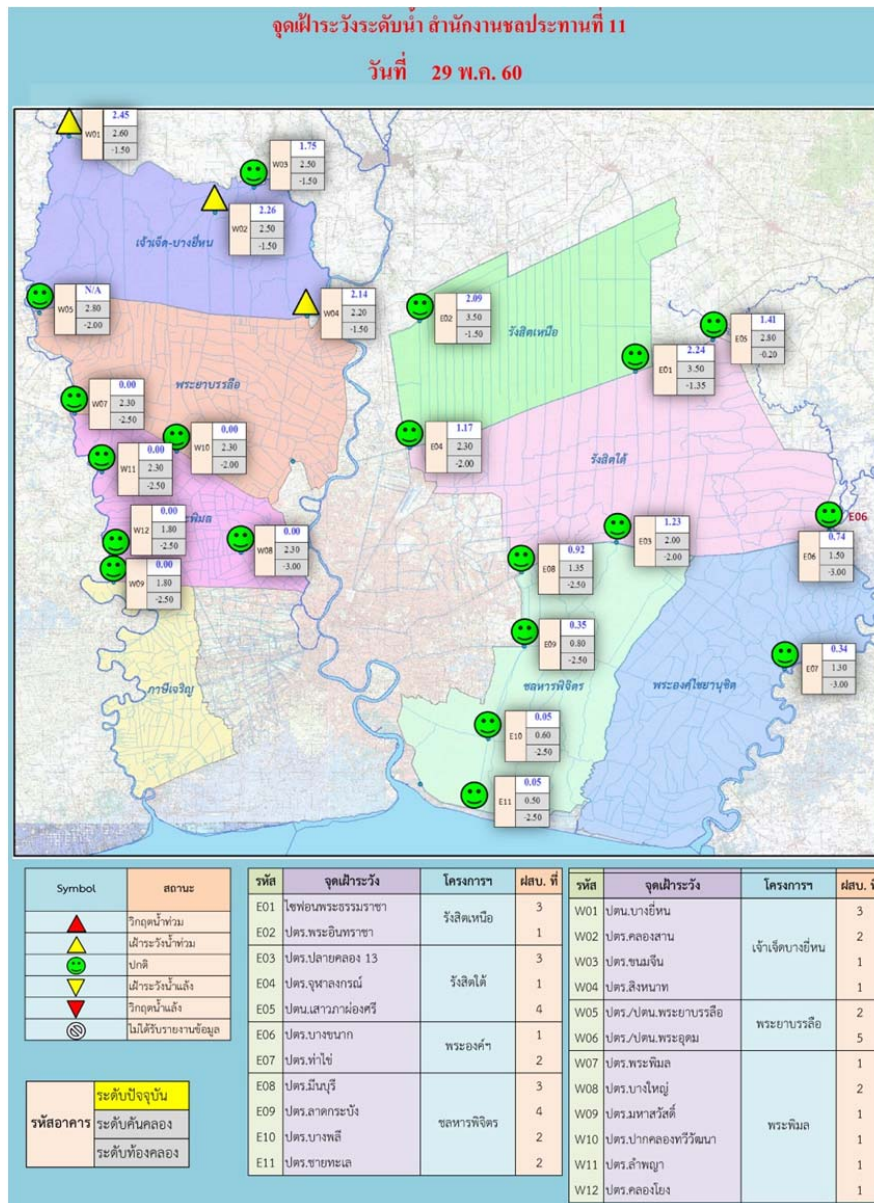 จุดเฝ้าระวังระดับน้ำ สำนักงานชลประทานที่ 11
วันที่ 29 พ.ค. 60
W01 2.45 2.60 -1.50
W03 1.75 2.50 -1.50
W02 2.26 2.50 -1.50
เจ้าเจ็ด-บางยี่หน
W05 N/A 2.80 -2.00
W04 2.14 2.20 -1.50
E02 2.09 3.50 -1.50
รังสิตเหนือ
E05 1.41 2.80 -0.20
E01 2.24 3.50 -1.35
พระยาบรรลือ
W07 0.00 2.30 -2.50
W10 0.00 2.30 -2.00
E04 1.17 2.30 -2.00
รังสิตใต้
W11 0.00 2.30 -2.50
W12 0.00 1.80 -2.50
พิมล
W08 0.00 2.30 -3.00
E03 1.23 2.00 -2.00
E06
E06 0.74 1.50 -3.00
W09 0.00 1.80 -2.50
E08 0.92 1.35 -2.50
E09 0.35 0.80 -2.50
E07 0.34 1.30 -3.00
ภาษีเจริญ
ชลหารพิจิตร
พระองค์ไชยานุชิต
E10 0.05 0.60 -2.50
E11 0.05 0.50 -2.50
Symbol สถานะ
วิกฤตน้ำท่วม
เฝ้าระวังน้ำท่วม
ปกติ
เฝ้าระวังน้ำแล้ง
วิกฤตน้ำแล้ง
ไม่ได้รับรายงานข้อมูล
รหัสอาคาร
ระดับปัจจุบัน
ระดับคันคลอง
ระดับท้องคลอง
รหัส จุดเฝ้าระวัง โครงการฯ ฝสบ. ที่
E01 ไซฟอนพระธรรมราชา รังสิตเหนือ 3
E02 ปตร.พระอินทราชา 1
E03 ปตร.ปลายคลอง 13 3
E04 ปตร.จุฬาลงกรณ์ รังสิตใต้ 1
E05 ปตน.เสาวภาผ่องศรี 4
E06 ปตร.บางขนาก พระองค์ฯ 1
E07 ปตร.ท่าไข่ 2
E08 ปตร.มีนบุรี 3
E09 ปตร.ลาดกระบัง ชลหารพิจิตร 4
E10 ปตร.บางพลี 2
E11 ปตร.ชายทะเล 2
รหัส จุดเฝ้าระวัง โครงการฯ ฝสบ. ที่
W01 ปตน.บางยี่หน 3
W02 ปตร.คลองสาน เจ้าเจ็ดบางยี่หน 2
W03 ปตร.ขนมจีน 1
W04 ปตร.สิงหนาท 1
W05 ปตร./ปตน.พระยาบรรลือ พระยาบรรลือ 2
W06 ปตร./ปตน.พระอุดม 5
W07 ปตร.พระพิมล 1
W08 ปตร.บางใหญ่ 2
W09 ปตร.มหาสวัสดิ์ พระพิมล 1
W10 ปตร.ปากคลองทวีวัฒนา 1
W11 ปตร.ลำพญา 1
W12 ปตร.คลองโยง 1